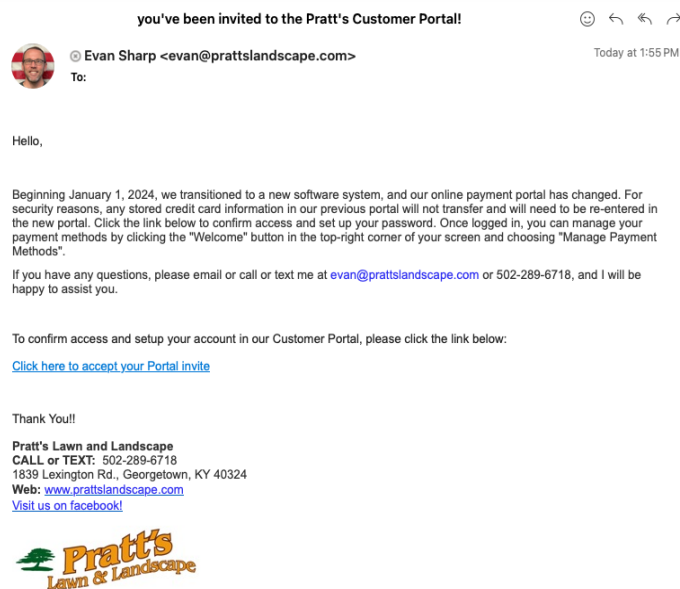 you've been invited to the Pratt's Customer Portal!
Evan Sharp <evan@prattslandscape.com>
Today at 1:55 PM
To:
Hello,
Beginning January 1, 2024, we transitioned to a new software system, and our online payment portal has changed. For
security reasons, any stored credit card information in our previous portal will not transfer and will need to be re-entered in
the new portal. Click the link below to confirm access and set up your password. Once logged in, you can manage your
payment methods by clicking the "Welcome" button in the top-right corner of your screen and choosing "Manage Payment
Methods".
If you have any questions, please email or call or text me at evan@prattslandscape.com or 502-289-6718, and I will be
happy to assist you.
To confirm access and setup your account in our Customer Portal, please click the link below:
Click here to accept your Portal invite
Thank You!!
Pratt's Lawn and Landscape
CALL or TEXT: 502-289-6718
1839 Lexington Rd., Georgetown, KY 40324
Web: www.prattslandscape.com
Visit us on facebook!
Pratt's
Lawn & Landscape